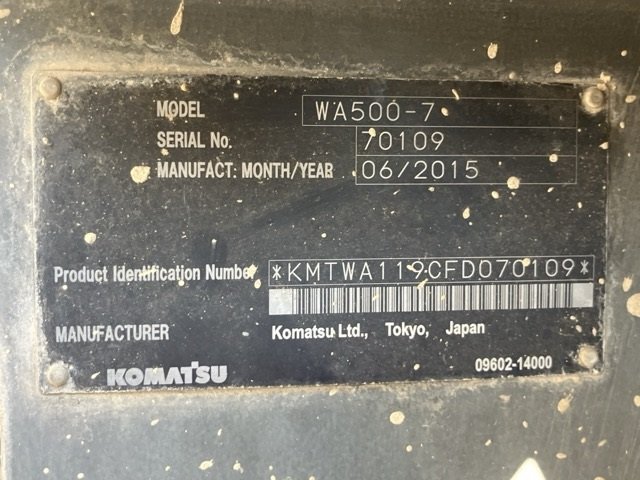 MODEL WA500-7
SERIAL No. 70109
MANUFACT: MONTH/YEAR 06/2015
Product Identification Number *KMTWA119CFD070109*
MANUFACTURER Komatsu Ltd., Tokyo, Japan
KOMATSU 09602-14000